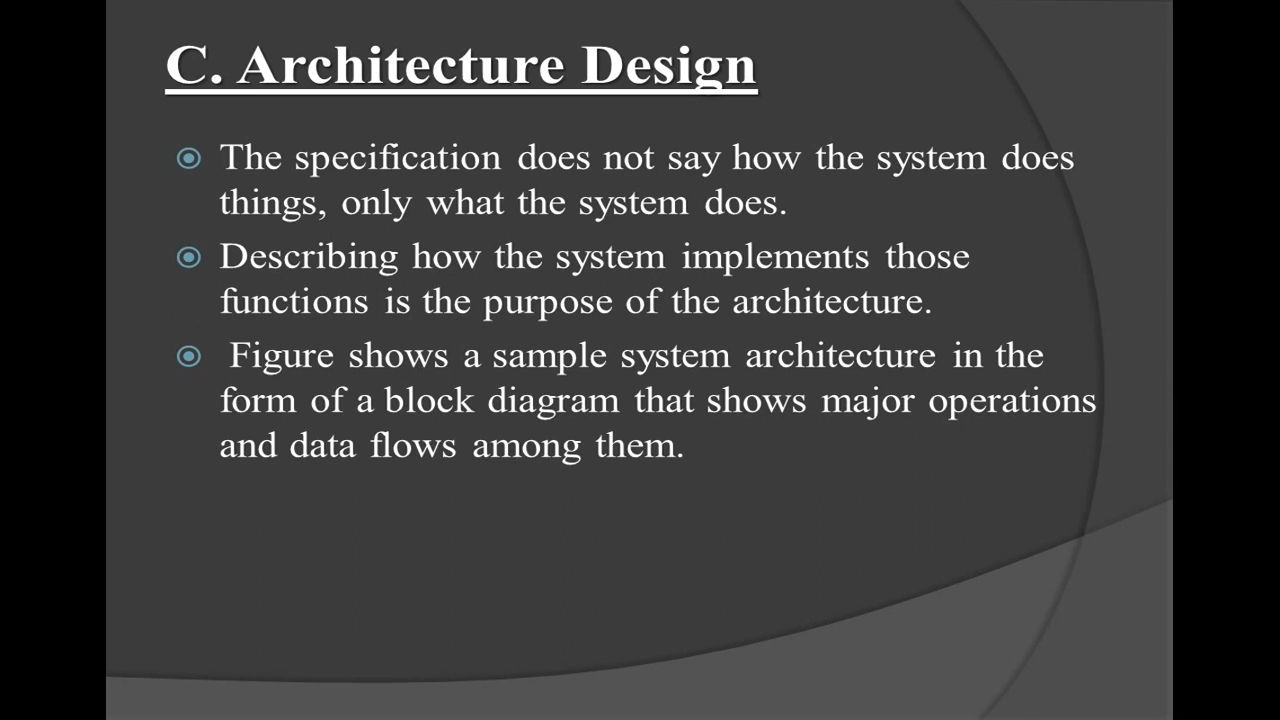 C. Architecture Design
The specification does not say how the system does
things, only what the system does.
Describing how the system implements those
functions is the purpose of the architecture.
Figure shows a sample system architecture in the
form of a block diagram that shows major operations
and data flows among them.